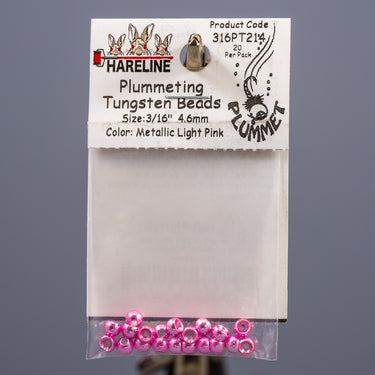 Product Code
316PT214
20
Per Pack
HARELINE
Plummeting
Tungsten Beads
Size:3/16" 4.6mm
Color: Metallic Light Pink
PLUMMET